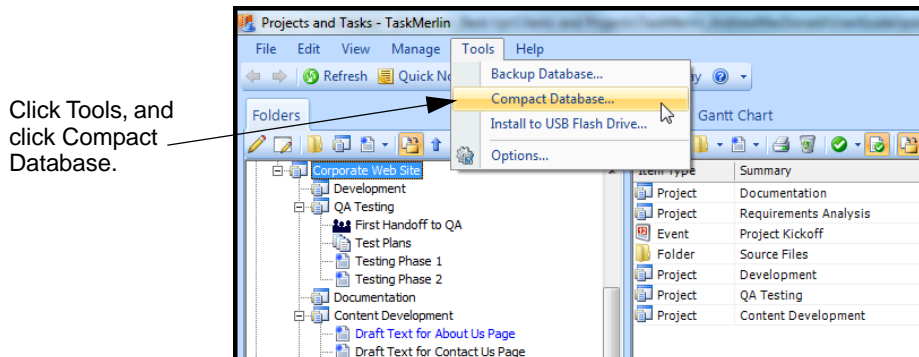 Projects and Tasks - TaskMerlin
File Edit View Manage Tools Help
Refresh Quick No
Backup Database...
Compact Database...
Install to USB Flash Drive...
Options...
Click Tools, and
click Compact
Database.
Folders
Gantt Chart
Item Type Summary
Corporate Web Site
Development
QA Testing
First Handoff to QA
Test Plans
Testing Phase 1
Testing Phase 2
Documentation
Content Development
Draft Text for About Us Page
Draft Text for Contact Us Page
Project Documentation
Project Requirements Analysis
Event Project Kickoff
Folder Source Files
Project Development
Project QA Testing
Project Content Development